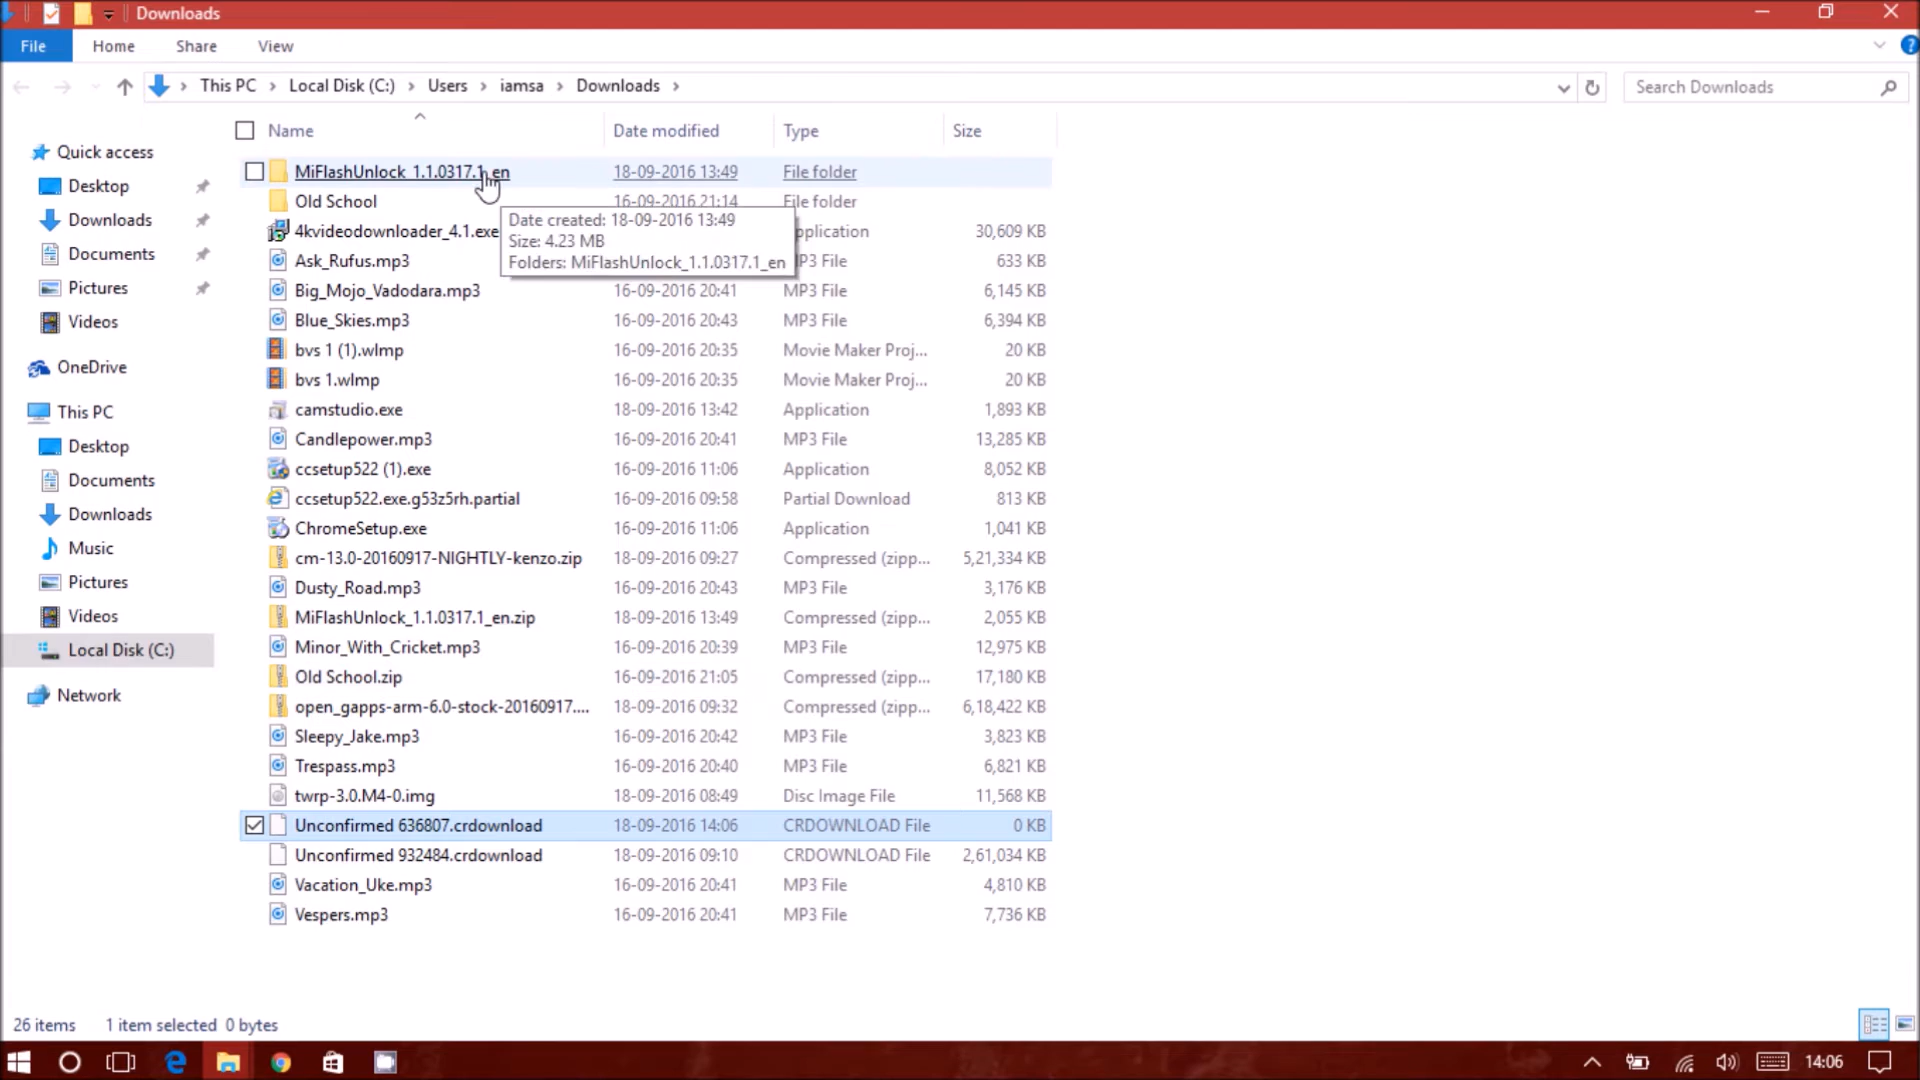 Downloads
File Home Share View
This PC Local Disk (C:) Users iamsa Downloads Search Downloads
Name Date modified Type Size
Quick access
Desktop
Downloads
Documents
Pictures
Videos
OneDrive
This PC
Desktop
Documents
Downloads
Music
Pictures
Videos
Local Disk (C:)
Network
MiFlashUnlock_1.1.0317.1_en 18-09-2016 13:49 File folder
Old School 16-09-2016 21:14 File folder
Date created: 18-09-2016 13:49
Size: 4.23 MB
Folders: MiFlashUnlock_1.1.0317.1_en
4kvideodownloader_4.1.exe pplication 30,609 KB
Ask_Rufus.mp3 P3 File 633 KB
Big_Mojo_Vadodara.mp3 16-09-2016 20:41 MP3 File 6,145 KB
Blue_Skies.mp3 16-09-2016 20:43 MP3 File 6,394 KB
bvs 1 (1).wlmp 16-09-2016 20:35 Movie Maker Proj... 20 KB
bvs 1.wlmp 16-09-2016 20:35 Movie Maker Proj... 20 KB
camstudio.exe 18-09-2016 13:42 Application 1,893 KB
Candlepower.mp3 16-09-2016 20:41 MP3 File 13,285 KB
ccsetup522 (1).exe 16-09-2016 11:06 Application 8,052 KB
ccsetup522.exe.g53z5rh.partial 16-09-2016 09:58 Partial Download 813 KB
ChromeSetup.exe 16-09-2016 11:06 Application 1,041 KB
cm-13.0-20160917-NIGHTLY-kenzo.zip 18-09-2016 09:27 Compressed (zipp... 5,21,334 KB
Dusty_Road.mp3 16-09-2016 20:43 MP3 File 3,176 KB
MiFlashUnlock_1.1.0317.1_en.zip 18-09-2016 13:49 Compressed (zipp... 2,055 KB
Minor_With_Cricket.mp3 16-09-2016 20:39 MP3 File 12,975 KB
Old School.zip 16-09-2016 21:05 Compressed (zipp... 17,180 KB
open_gapps-arm-6.0-stock-20160917.... 18-09-2016 09:32 Compressed (zipp... 6,18,422 KB
Sleepy_Jake.mp3 16-09-2016 20:42 MP3 File 3,823 KB
Trespass.mp3 16-09-2016 20:40 MP3 File 6,821 KB
twrp-3.0.M4-0.img 18-09-2016 08:49 Disc Image File 11,568 KB
Unconfirmed 636807.crdownload 18-09-2016 14:06 CRDOWNLOAD File 0 KB
Unconfirmed 932484.crdownload 18-09-2016 09:10 CRDOWNLOAD File 2,61,034 KB
Vacation_Uke.mp3 16-09-2016 20:41 MP3 File 4,810 KB
Vespers.mp3 16-09-2016 20:41 MP3 File 7,736 KB
26 items 1 item selected 0 bytes
14:06